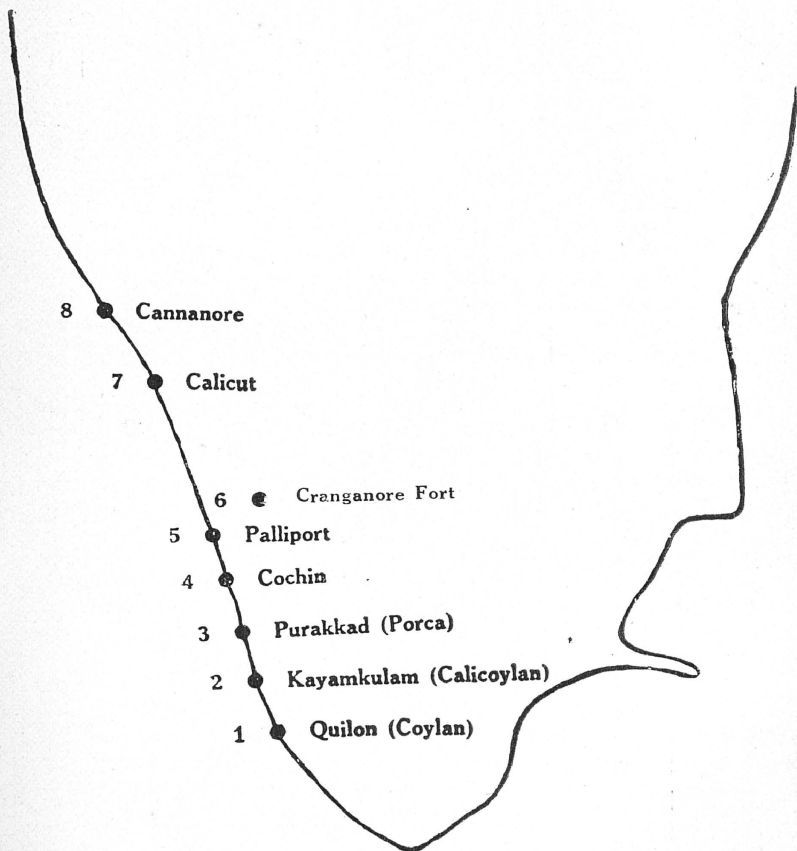 8 Cannanore
7 Calicut
6 Cranganore Fort
5 Palliport
4 Cochin
3 Purakkad (Porca)
2 Kayamkulam (Calicoylan)
1 Quilon (Coylan)